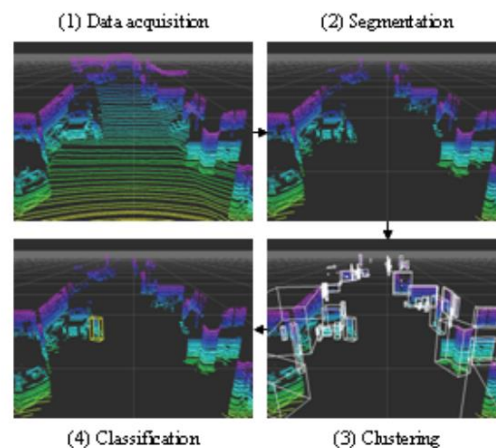 (1) Data acquisition
(2) Segmentation
(4) Classification
(3) Clustering